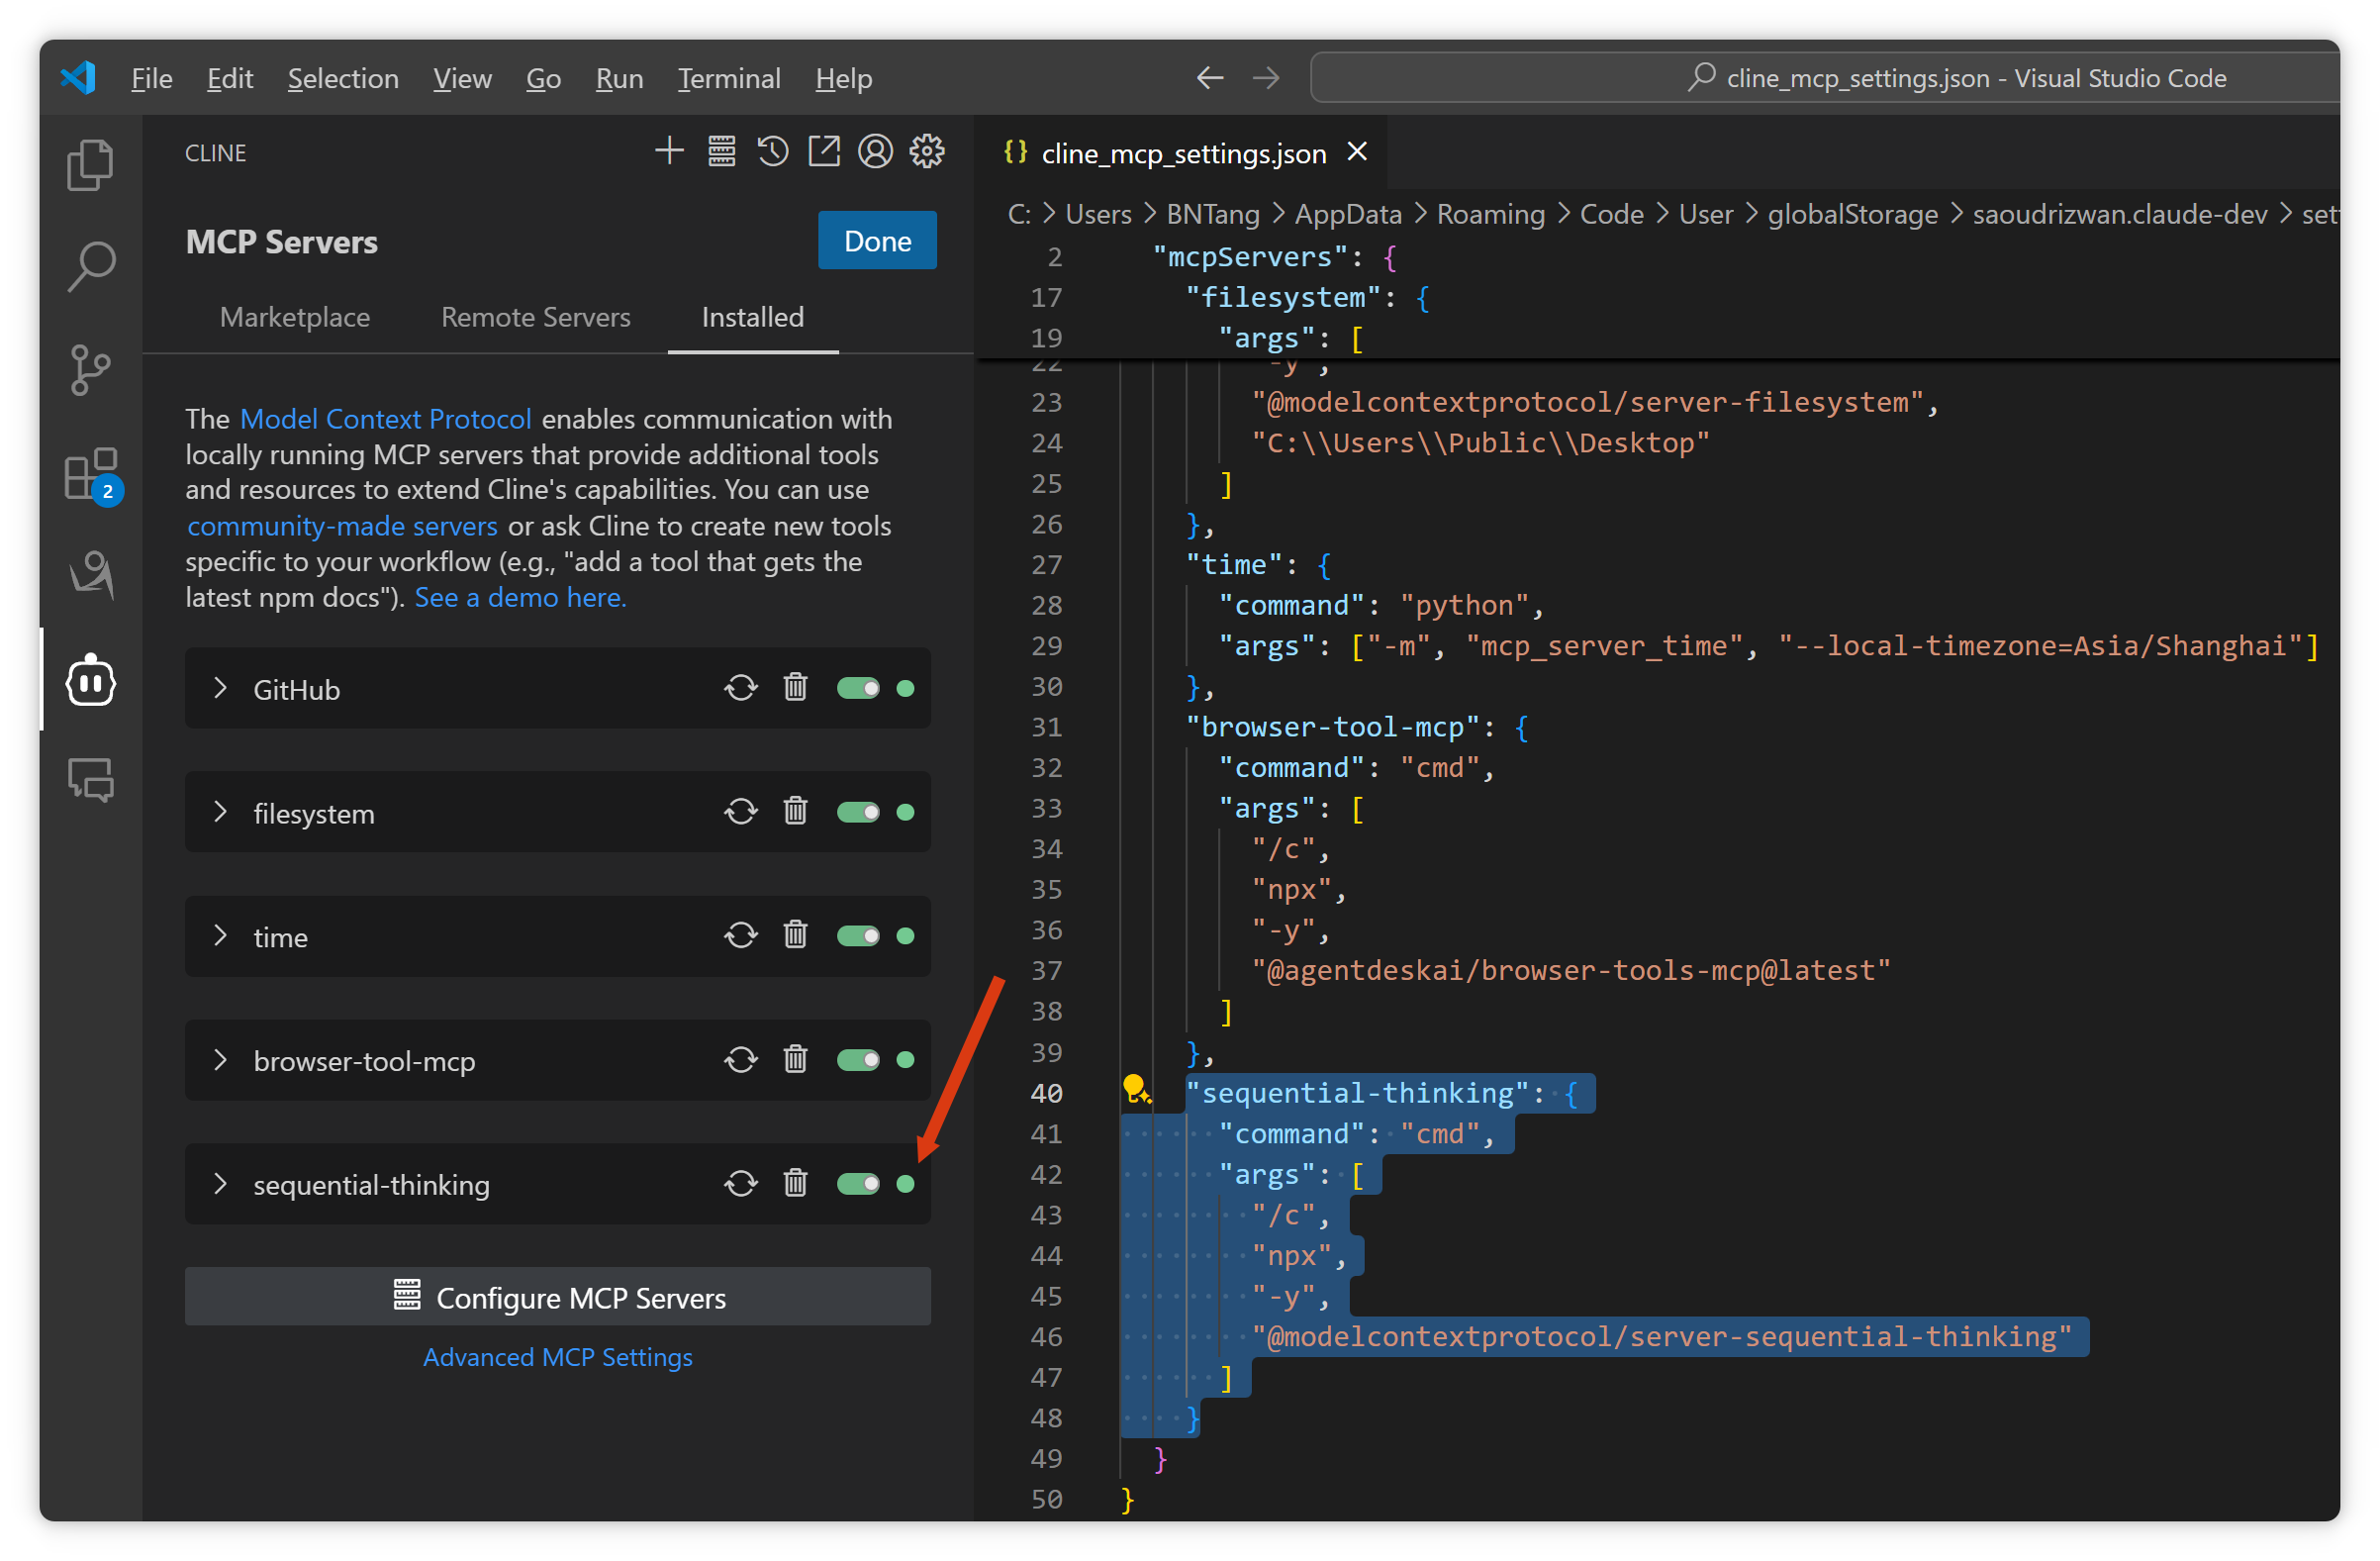 File Edit Selection View Go Run Terminal Help
cline_mcp_settings.json - Visual Studio Code
CLINE
MCP Servers
Done
Marketplace Remote Servers Installed
The Model Context Protocol enables communication with
locally running MCP servers that provide additional tools
and resources to extend Cline's capabilities. You can use
community-made servers or ask Cline to create new tools
specific to your workflow (e.g., "add a tool that gets the
latest npm docs"). See a demo here.
2
GitHub
filesystem
time
browser-tool-mcp
sequential-thinking
Configure MCP Servers
Advanced MCP Settings
{} cline_mcp_settings.json
C: > Users > BNTang > AppData > Roaming > Code > User > globalStorage > saoudrizwan.claude-dev > set
2 "mcpServers": {
17 "filesystem": {
19 "args": [
22 "-y",
23 "@modelcontextprotocol/server-filesystem",
24 "C:\\Users\\Public\\Desktop"
25 ]
26 },
27 "time": {
28 "command": "python",
29 "args": ["-m", "mcp_server_time", "--local-timezone=Asia/Shanghai"]
30 },
31 "browser-tool-mcp": {
32 "command": "cmd",
33 "args": [
34 "/c",
35 "npx",
36 "-y",
37 "@agentdeskai/browser-tools-mcp@latest"
38 ]
39 },
40 "sequential-thinking": {
41 "command": "cmd",
42 "args": [
43 "/c",
44 "npx",
45 "-y",
46 "@modelcontextprotocol/server-sequential-thinking"
47 ]
48 }
49 }
50 }